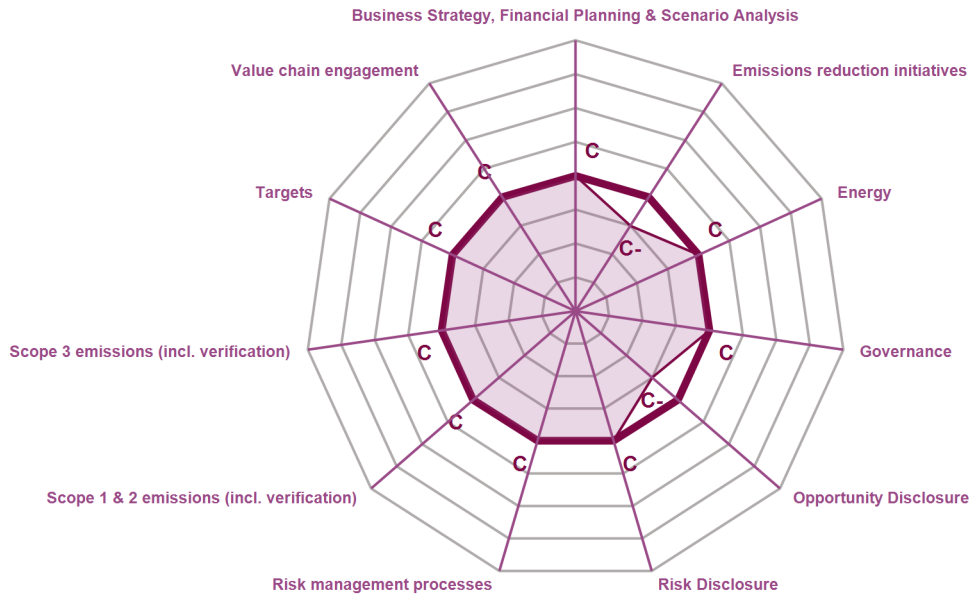 Business Strategy, Financial Planning & Scenario Analysis
Value chain engagement
Emissions reduction initiatives
C
C
Targets
Energy
C
C
C-
Scope 3 emissions (incl. verification)
C
C
Governance
C-
C
C
C
Scope 1 & 2 emissions (incl. verification)
Opportunity Disclosure
Risk management processes
Risk Disclosure